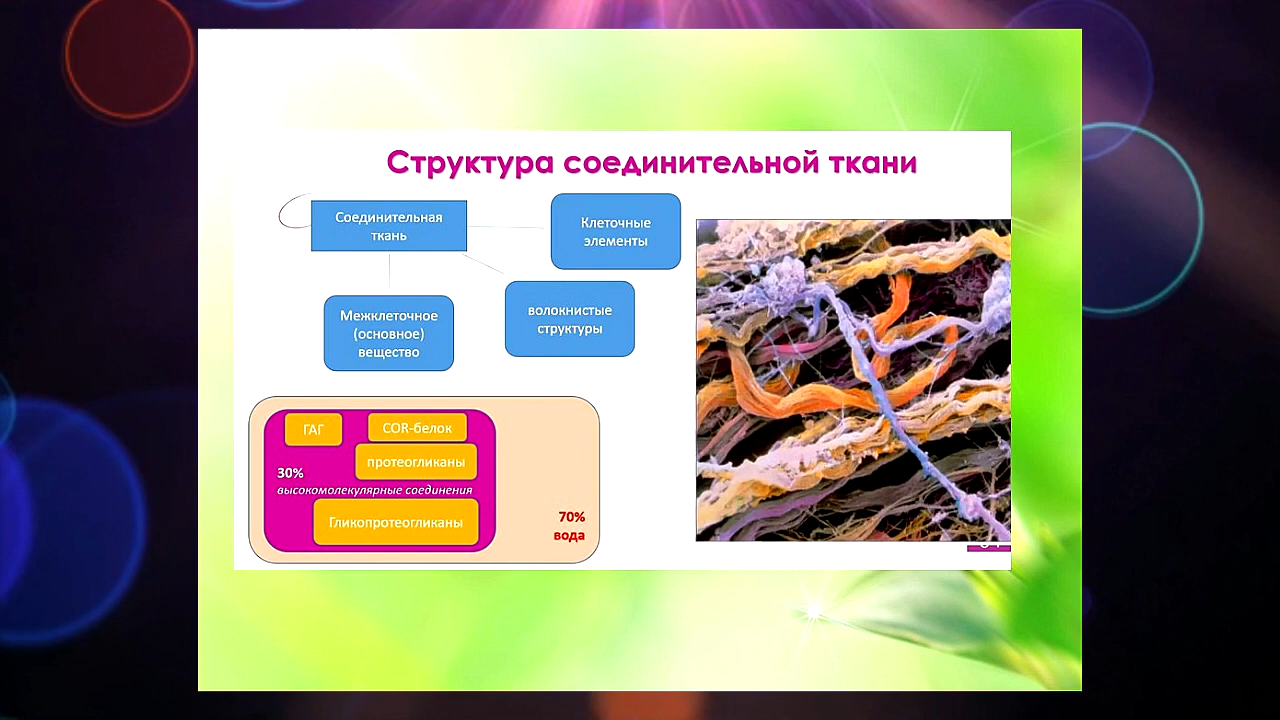 Структура соединительной ткани
Соединительная
ткань
Клеточные
элементы
Межклеточное
(основное)
вещество
волокнистые
структуры
ГАГ
COR-белок
протеогликаны
30%
высокомолекулярные соединения
Гликопротеогликаны
70%
вода